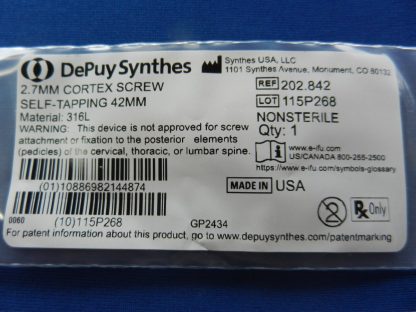 DePuy Synthes
Synthes USA, LLC
1101 Synthes Avenue, Monument, CO 80132
2.7MM CORTEX SCREW
SELF-TAPPING 42MM
Material: 316L
WARNING: This device is not approved for screw
attachment or fixation to the posterior elements
(pedicles) of the cervical, thoracic, or lumbar spine.
REF 202.842
LOT 115P268
NONSTERILE
Qty: 1
www.e-ifu.com
US/CANADA 800-255-2500
www.e-ifu.com/symbols-glossary
(01)10886982144874
MADE IN USA
0060
(10)115P268
GP2434
2
Rx Only
For patent information about this product, go to www.depuysynthes.com/patentmarking